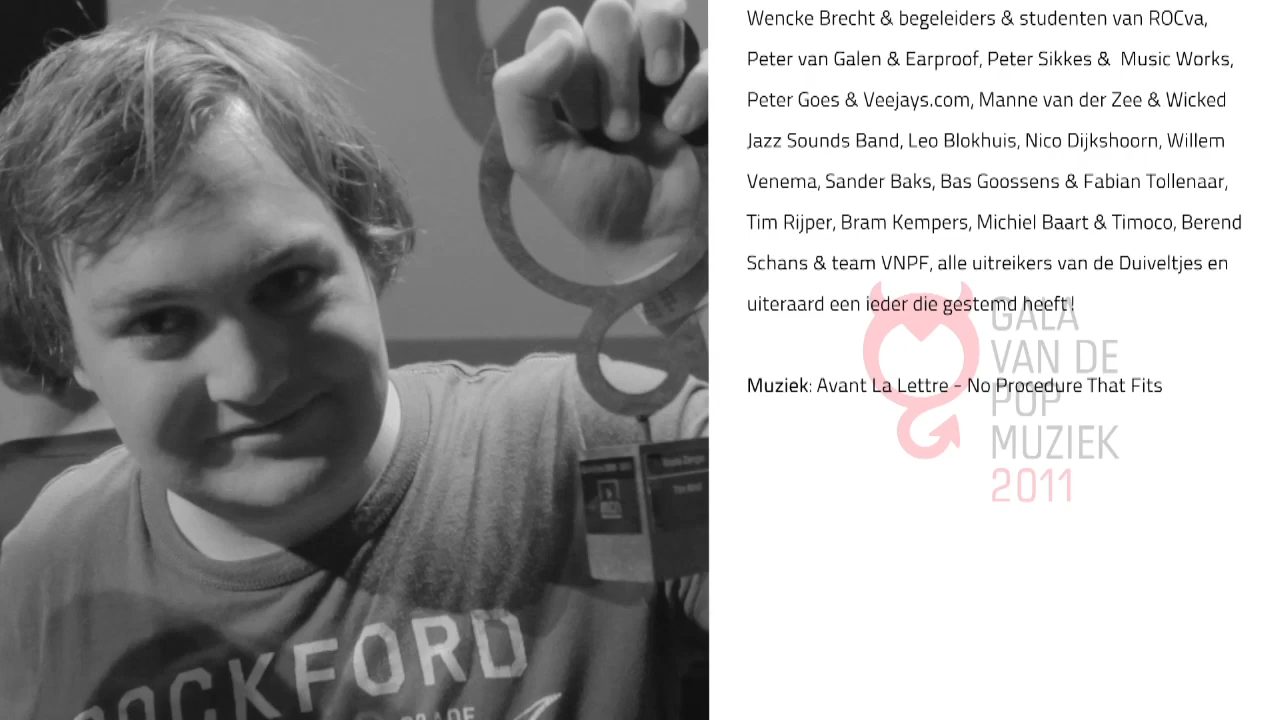 Wencke Brecht & begeleiders & studenten van ROCva,
Peter van Galen & Earproof, Peter Sikkes & Music Works,
Peter Goes & Veejays.com, Manne van der Zee & Wicked
Jazz Sounds Band, Leo Blokhuis, Nico Dijkshoorn, Willem
Venema, Sander Baks, Bas Goossens & Fabian Tollenaar,
Tim Rijper, Bram Kempers, Michiel Baart & Timoco, Berend
Schans & team VNPF, alle uitreikers van de Duiveltjes en
uiteraard een ieder die gestemd heeft!
Muziek: Avant La Lettre - No Procedure That Fits
GALA
VAN DE
POP
MUZIEK
2011
OCKFORD